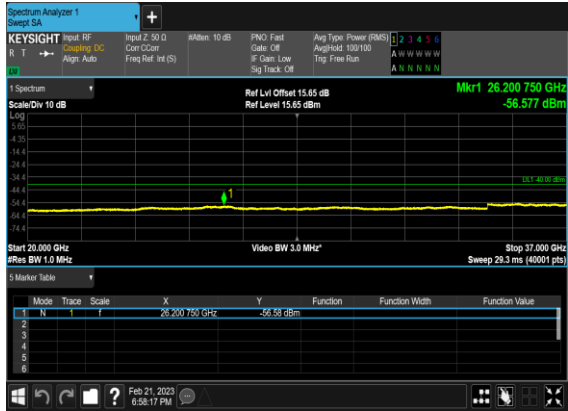 Spectrum Analyzer 1
Swept SA
+
KEYSIGHT Input: RF Input Z: 50 Ω #Atten: 10 dB PNO: Fast Avg Type: Power (RMS) 1 2 3 4 5 6
R T Coupling: DC Corr CCorr Gate: Off Avg|Hold: 100/100 A W W W W W
Align: Auto Freq Ref: Int (S) IF Gain: Low Trig: Free Run
LU Sig Track: Off A N N N N N
1 Spectrum Ref Lvl Offset 15.65 dB Mkr1 26.200 750 GHz
Scale/Div 10 dB Ref Level 15.65 dBm -56.577 dBm
Log
5.65
-4.35
-14.4
-24.4
-34.4 DL1 -40.00 dBm
-44.4 1
-54.4
-64.4
-74.4
Start 20.000 GHz Video BW 3.0 MHz* Stop 37.000 GHz
#Res BW 1.0 MHz Sweep 29.3 ms (40001 pts)
5 Marker Table
Mode Trace Scale X Y Function Function Width Function Value
1 N 1 f 26.200 750 GHz -56.58 dBm
2
3
4
5
6
? Feb 21, 2023
6:58:17 PM